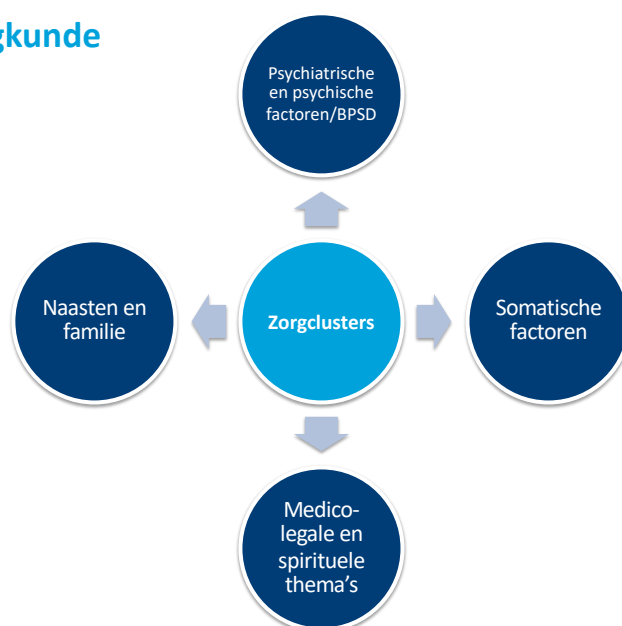 gkunde
Psychiatrische
en psychische
factoren/BPSD
Naasten en
familie
Zorgclusters
Somatische
factoren
Medico-
legale en
spirituele
thema's